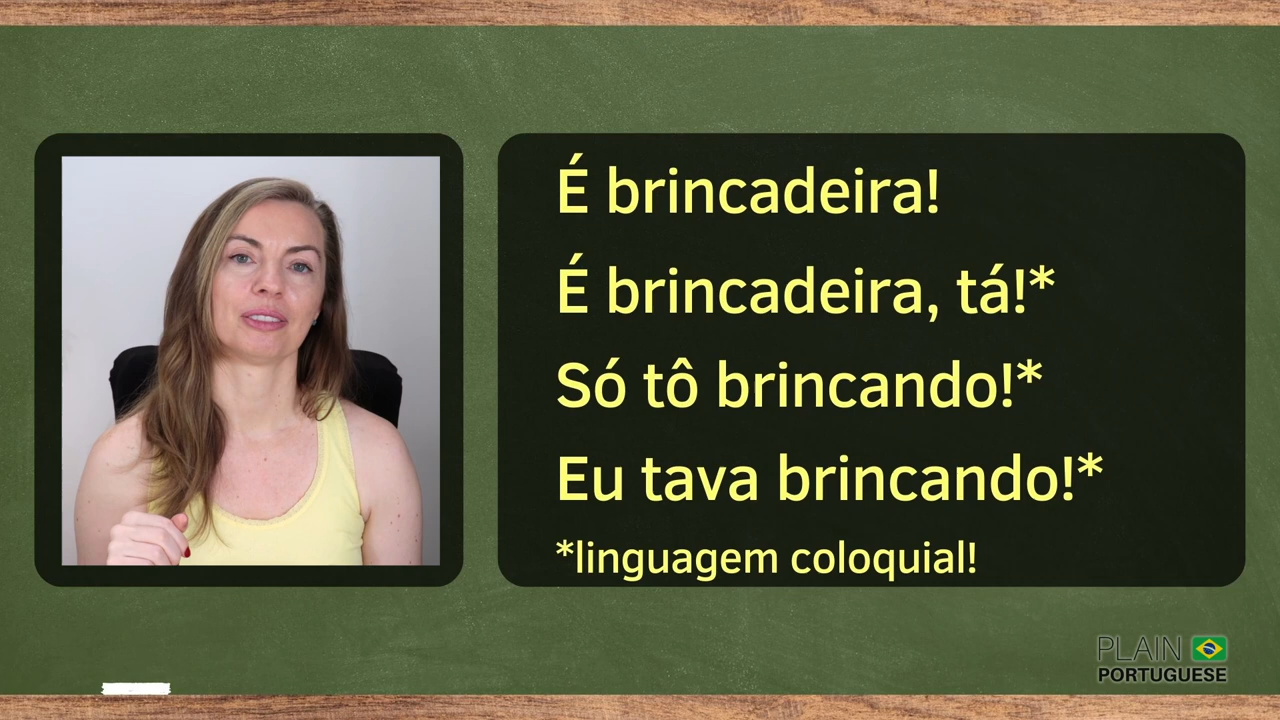 É brincadeira!
É brincadeira, tá!*
Só tô brincando!*
Eu tava brincando!*
*linguagem coloquial!
PLAIN
PORTUGUESE